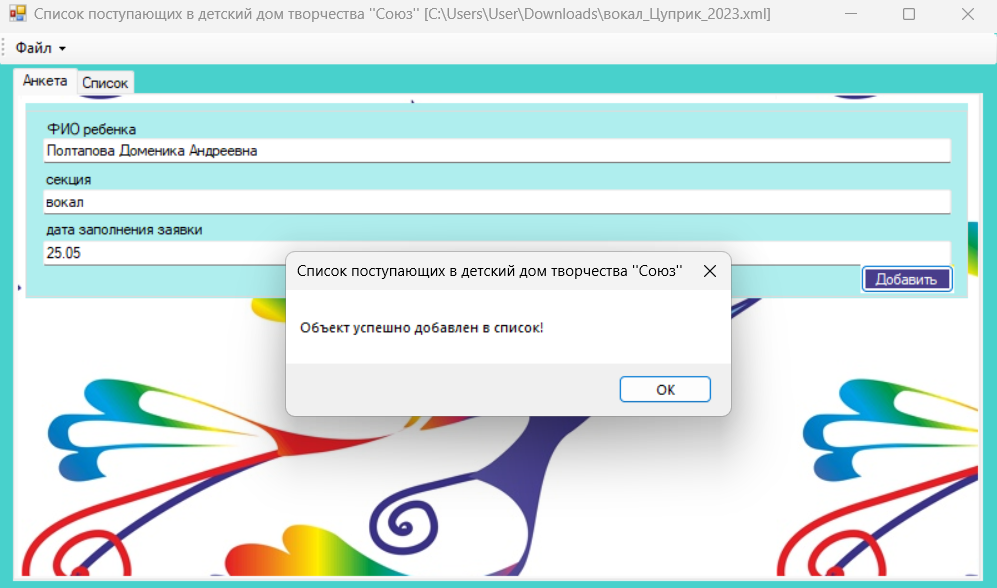 Список поступающих в детский дом творчества "Союз" [C:\Users\User\Downloads\вокал_Цуприк_2023.xml]
Файл
Анкета Список
ФИО ребенка
Полтапова Доменика Андреевна
секция
вокал
дата заполнения заявки
25.05
Добавить
Список поступающих в детский дом творчества "Союз"
Объект успешно добавлен в список!
ОК